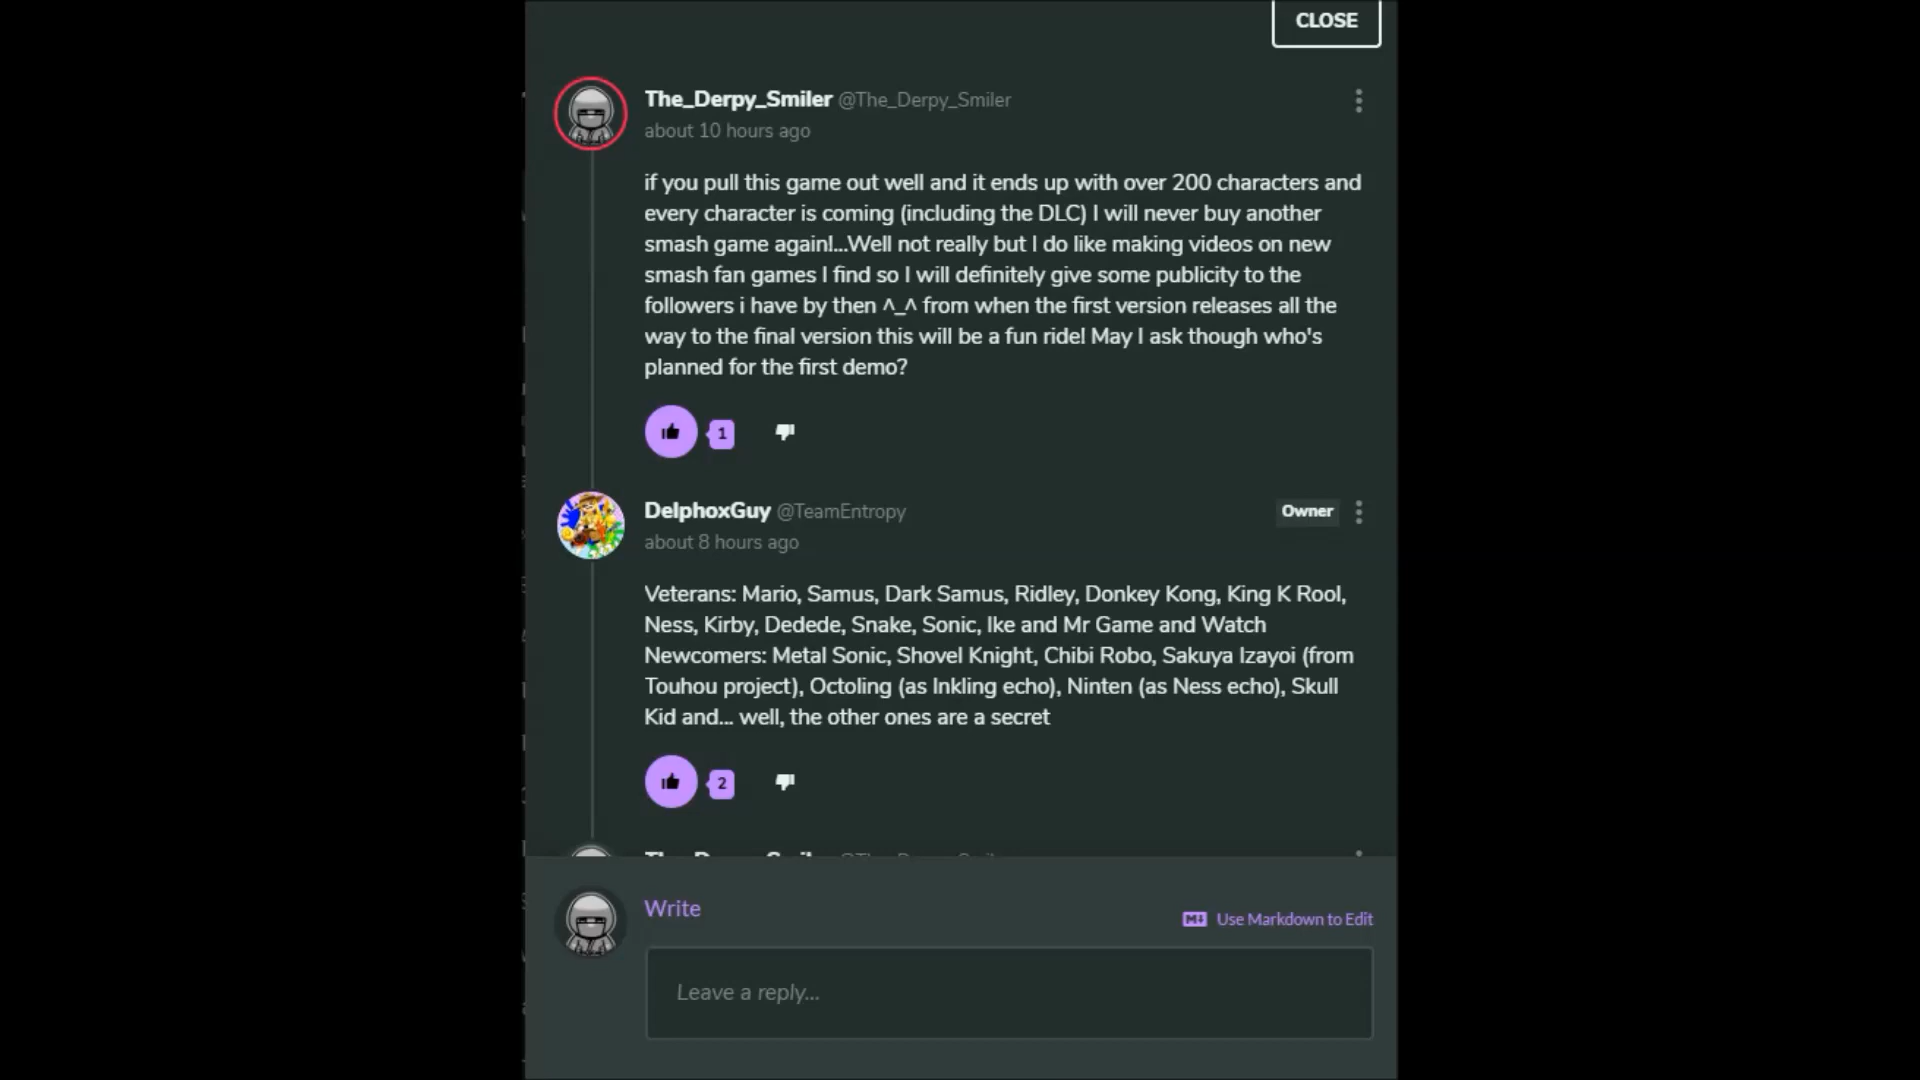 CLOSE
The_Derpy_Smiler @The_Derpy_Smiler
about 10 hours ago
if you pull this game out well and it ends up with over 200 characters and
every character is coming (including the DLC) I will never buy another
smash game again!...Well not really but I do like making videos on new
smash fan games I find so I will definitely give some publicity to the
followers i have by then ^_^ from when the first version releases all the
way to the final version this will be a fun ride! May I ask though who's
planned for the first demo?
1
DelphoxGuy @TeamEntropy
Owner
about 8 hours ago
Veterans: Mario, Samus, Dark Samus, Ridley, Donkey Kong, King K Rool,
Ness, Kirby, Dedede, Snake, Sonic, Ike and Mr Game and Watch
Newcomers: Metal Sonic, Shovel Knight, Chibi Robo, Sakuya Izayoi (from
Touhou project), Octoling (as Inkling echo), Ninten (as Ness echo), Skull
Kid and... well, the other ones are a secret
2
The_Derpy_Smiler @The_Derpy_Smiler
Write
M↓ Use Markdown to Edit
Leave a reply...